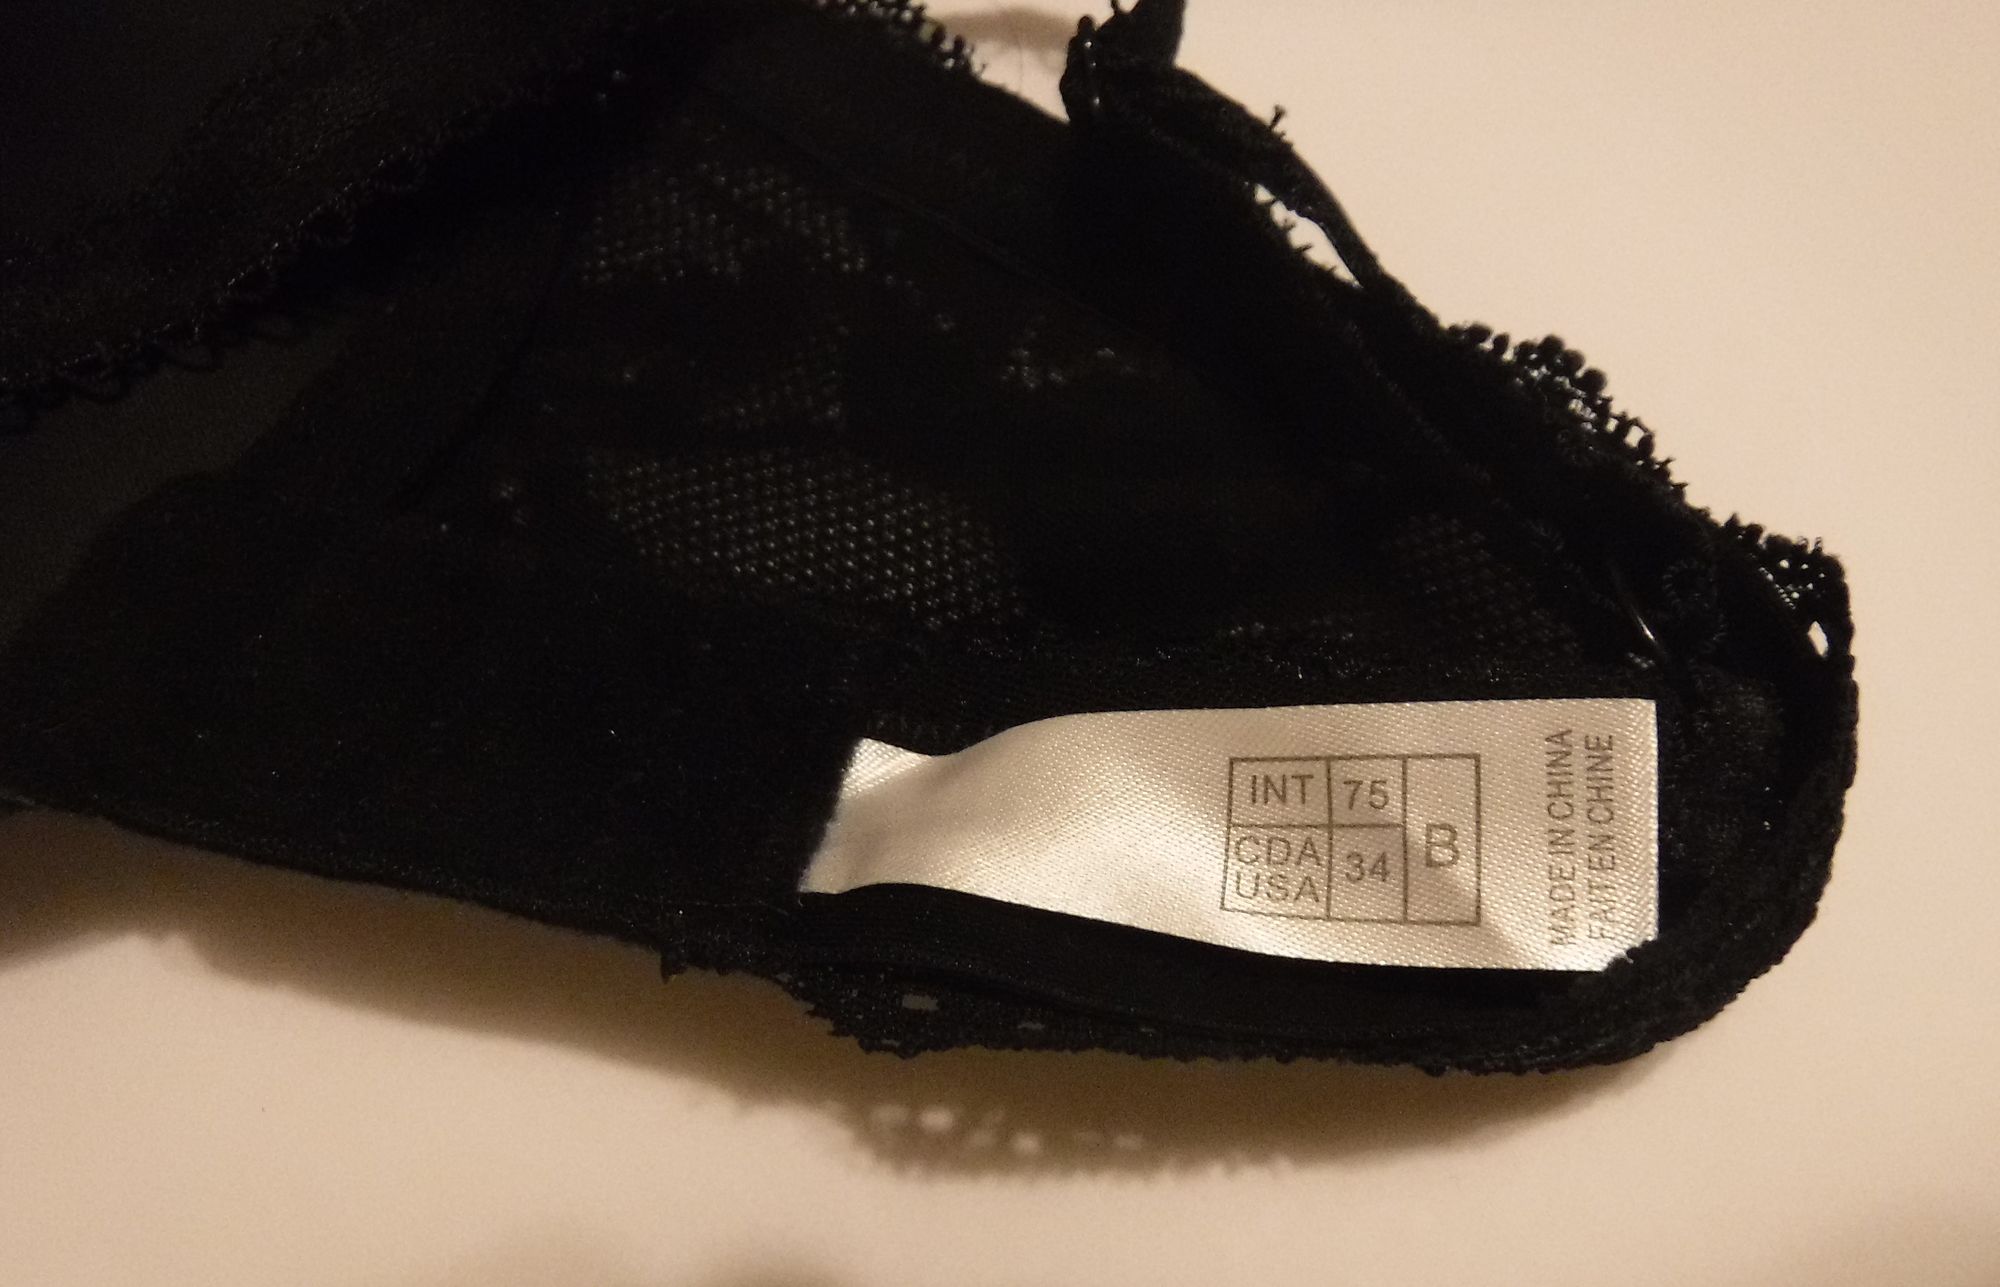 INT 75 B
CDA 34
USA
MADE IN CHINA
FAIT EN CHINE